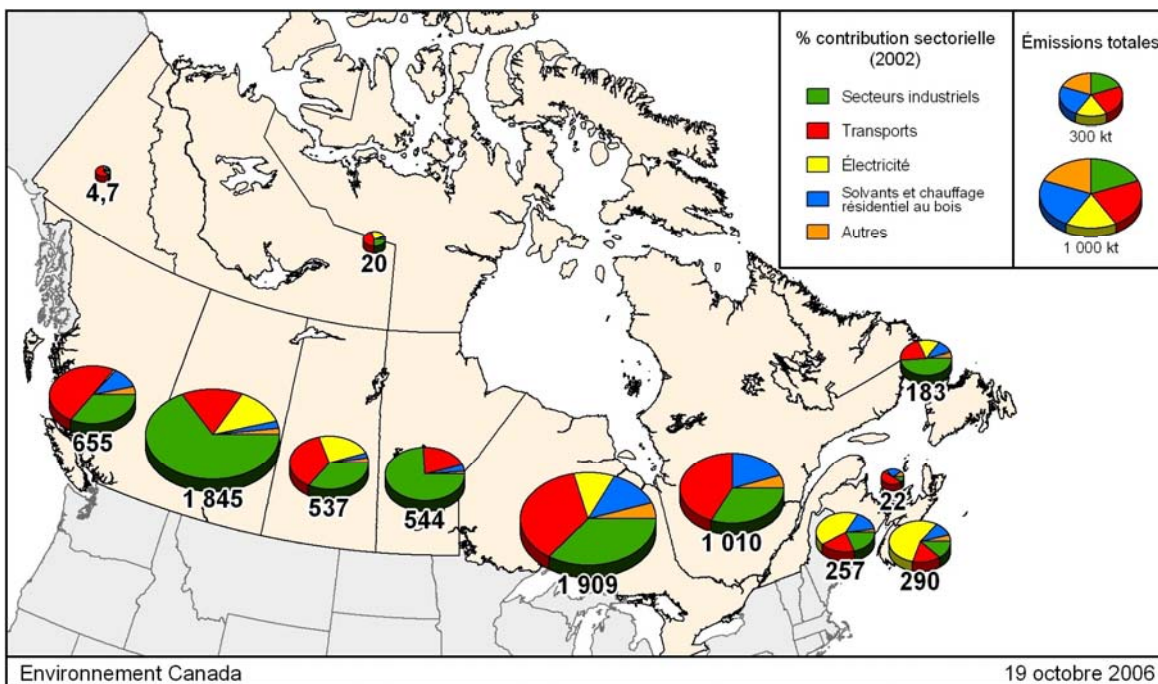 % contribution sectorielle
(2002)
Secteurs industriels
Transports
Électricité
Solvants et chauffage
résidentiel au bois
Autres
Émissions totales
300 kt
1 000 kt
4,7
20
655
1 845
537
544
1 909
1 010
183
22
257
290
Environnement Canada
19 octobre 2006